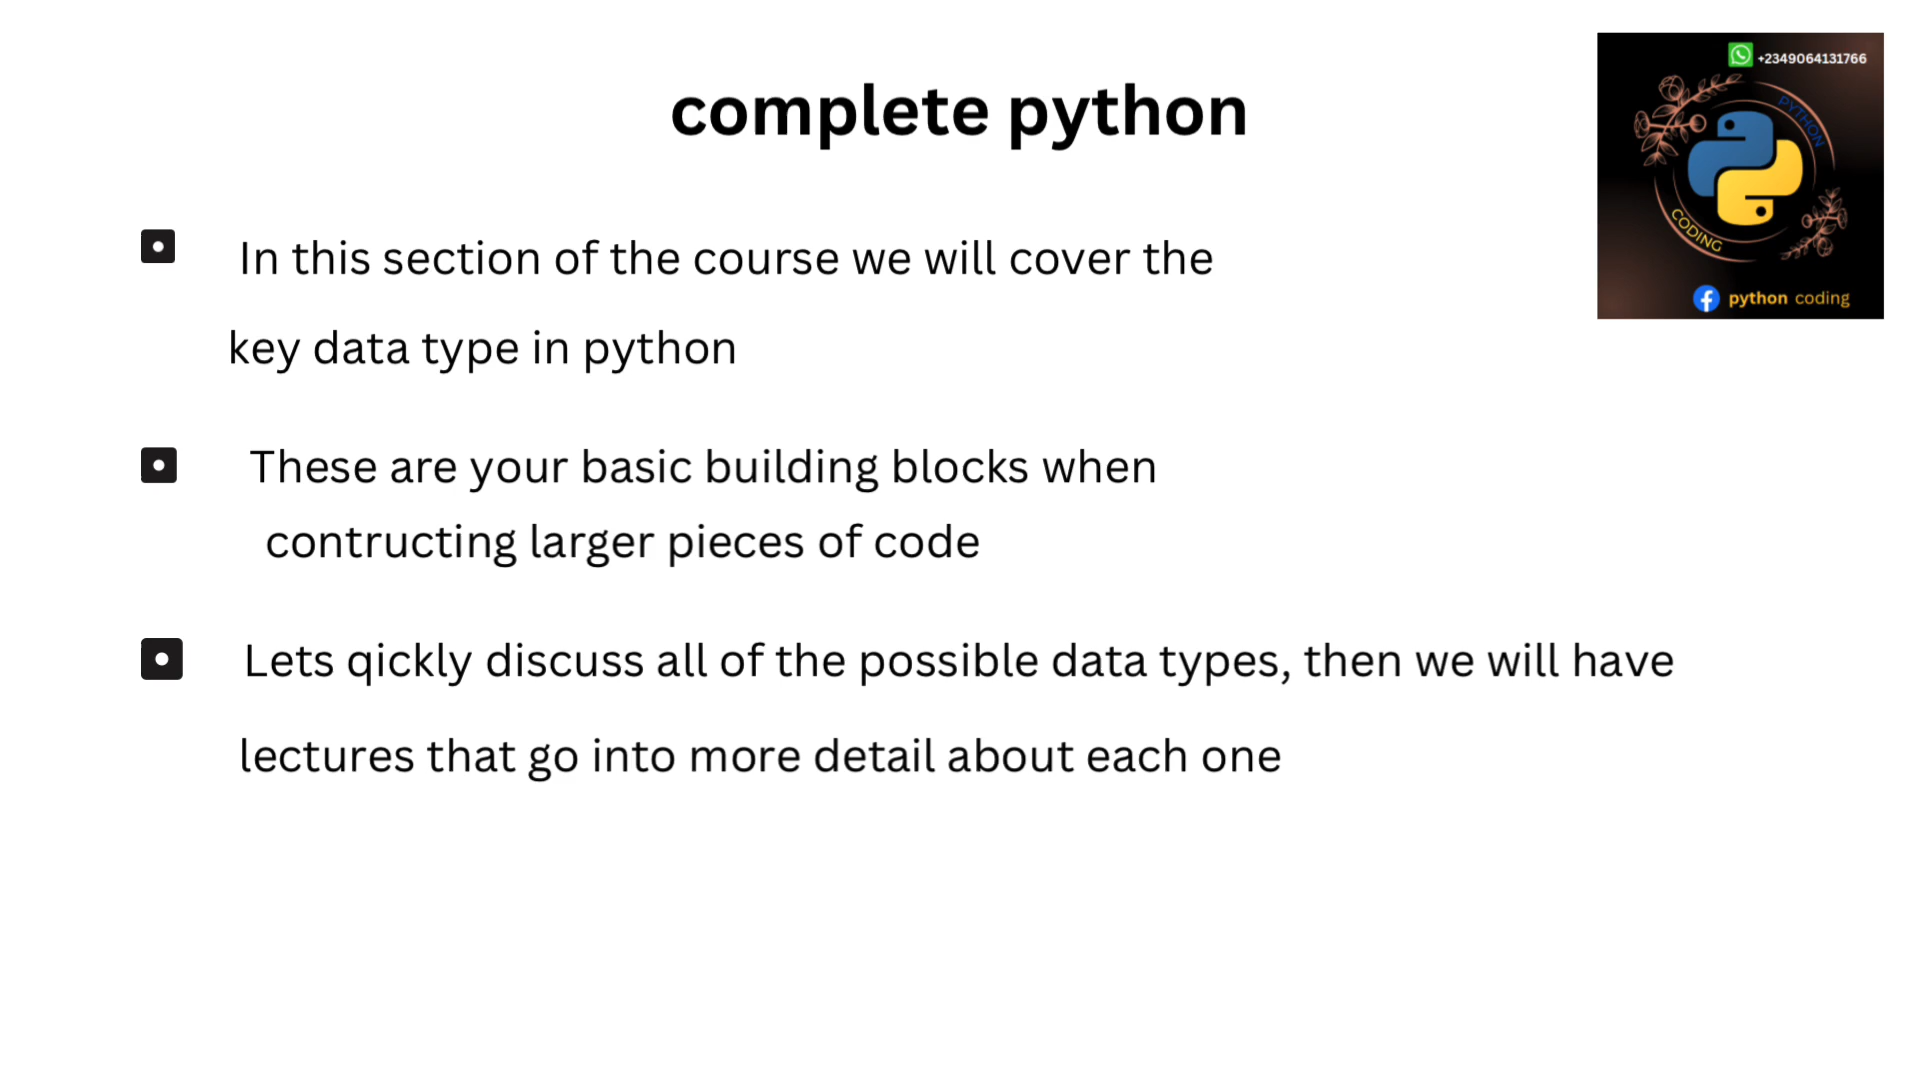 complete python
+2349064131766
PYTHON
CODING
python coding
In this section of the course we will cover the
key data type in python
These are your basic building blocks when
contructing larger pieces of code
Lets qickly discuss all of the possible data types, then we will have
lectures that go into more detail about each one